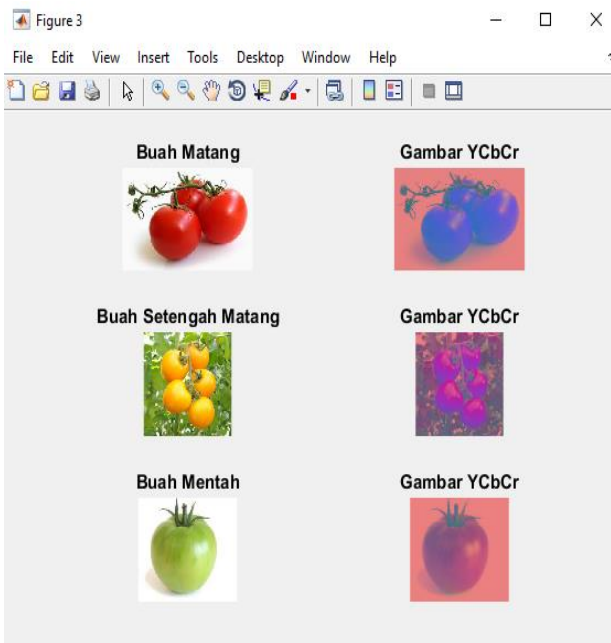 Figure 3
File Edit View Insert Tools Desktop Window Help
Buah Matang
Gambar YCbCr
Buah Setengah Matang
Gambar YCbCr
Buah Mentah
Gambar YCbCr